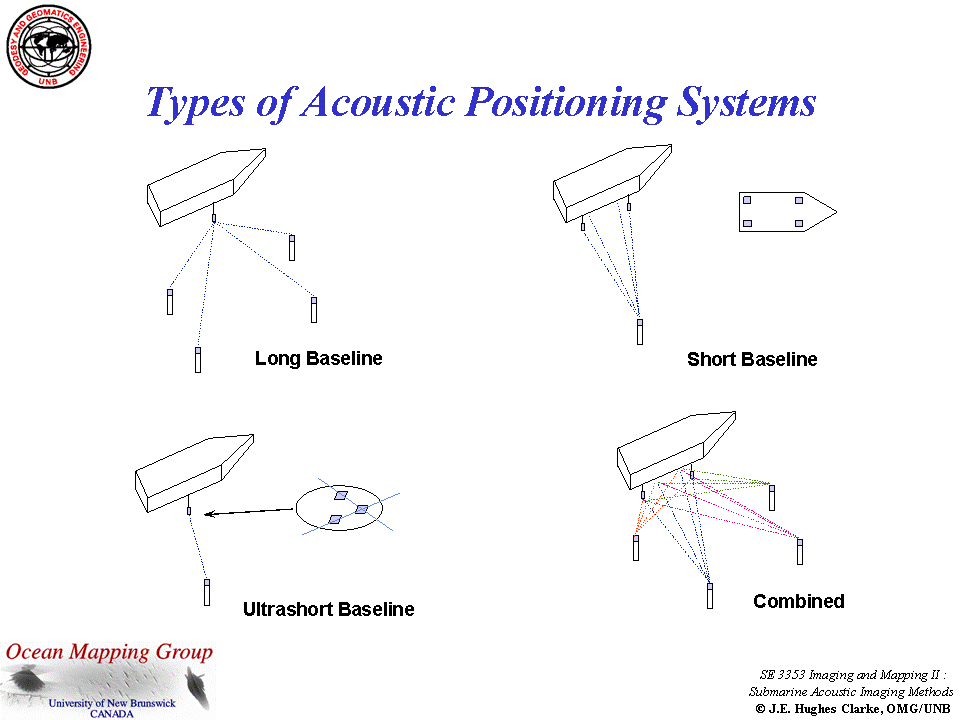 GEODESY AND GEOMATICS ENGINEERING
UNB
Types of Acoustic Positioning Systems
Long Baseline
Short Baseline
Ultrashort Baseline
Combined
Ocean Mapping Group
University of New Brunswick
CANADA
SE 3353 Imaging and Mapping II :
Submarine Acoustic Imaging Methods
© J.E. Hughes Clarke, OMG/UNB